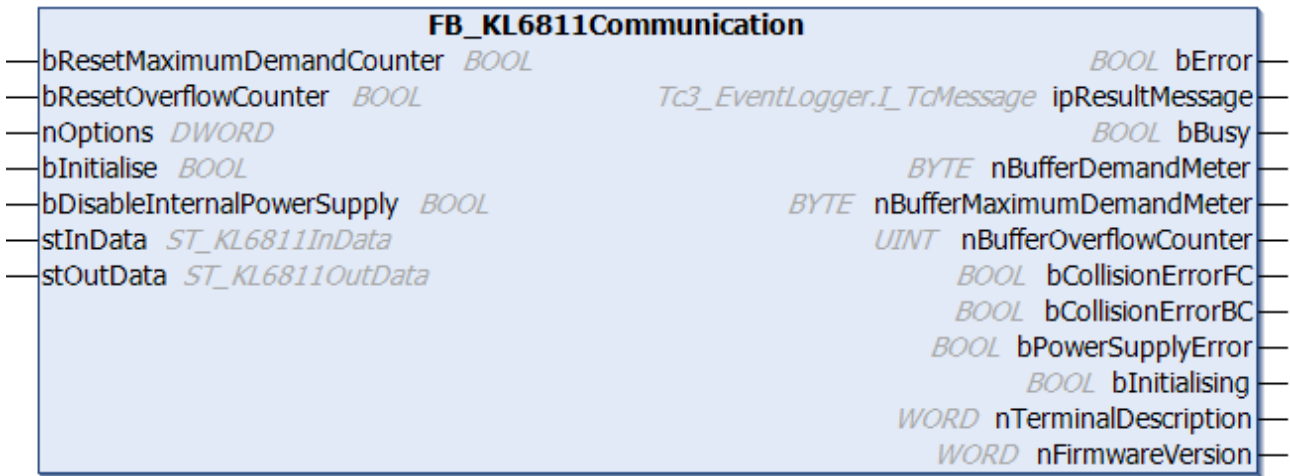 FB_KL6811Communication
bResetMaximumDemandCounter BOOL BOOL bError
bResetOverflowCounter BOOL Tc3_EventLogger.I_TcMessage ipResultMessage
nOptions DWORD BOOL bBusy
bInitialise BOOL BYTE nBufferDemandMeter
bDisableInternalPowerSupply BOOL BYTE nBufferMaximumDemandMeter
stInData ST_KL6811InData UINT nBufferOverflowCounter
stOutData ST_KL6811OutData BOOL bCollisionErrorFC
BOOL bCollisionErrorBC
BOOL bPowerSupplyError
BOOL bInitialising
WORD nTerminalDescription
WORD nFirmwareVersion